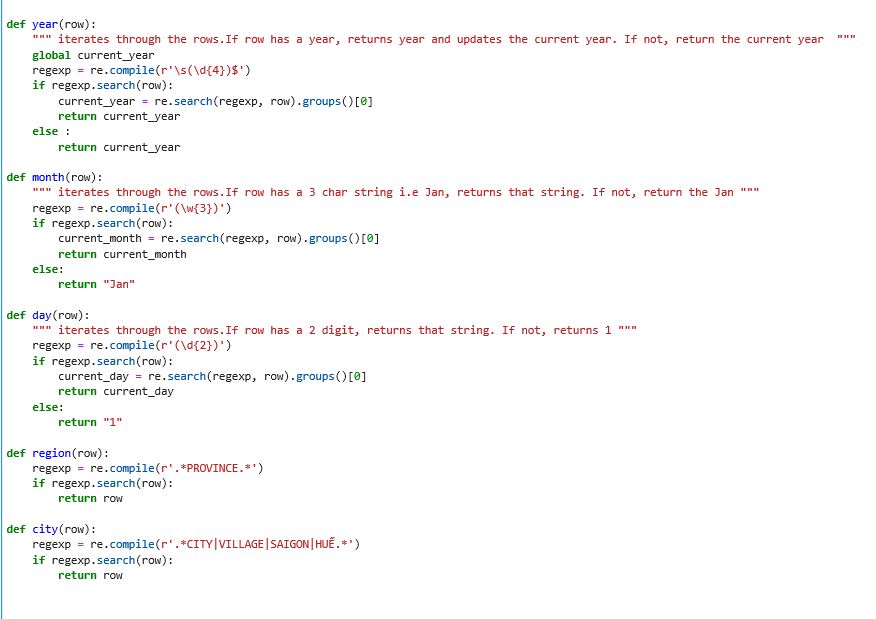 def year(row):
    """ iterates through the rows.If row has a year, returns year and updates the current year. If not, return the current year  """
    global current_year
    regexp = re.compile(r'\s(\d{4})$')
    if regexp.search(row):
        current_year = re.search(regexp, row).groups()[0]
        return current_year
    else :
        return current_year
def month(row):
    """ iterates through the rows.If row has a 3 char string i.e Jan, returns that string. If not, return the Jan """
    regexp = re.compile(r'(\w{3})')
    if regexp.search(row):
        current_month = re.search(regexp, row).groups()[0]
        return current_month
    else:
        return "Jan"
def day(row):
    """ iterates through the rows.If row has a 2 digit, returns that string. If not, returns 1 """
    regexp = re.compile(r'(\d{2})')
    if regexp.search(row):
        current_day = re.search(regexp, row).groups()[0]
        return current_day
    else:
        return "1"
def region(row):
    regexp = re.compile(r'.*PROVINCE.*')
    if regexp.search(row):
        return row
def city(row):
    regexp = re.compile(r'.*CITY|VILLAGE|SAIGON|HUẾ.*')
    if regexp.search(row):
        return row